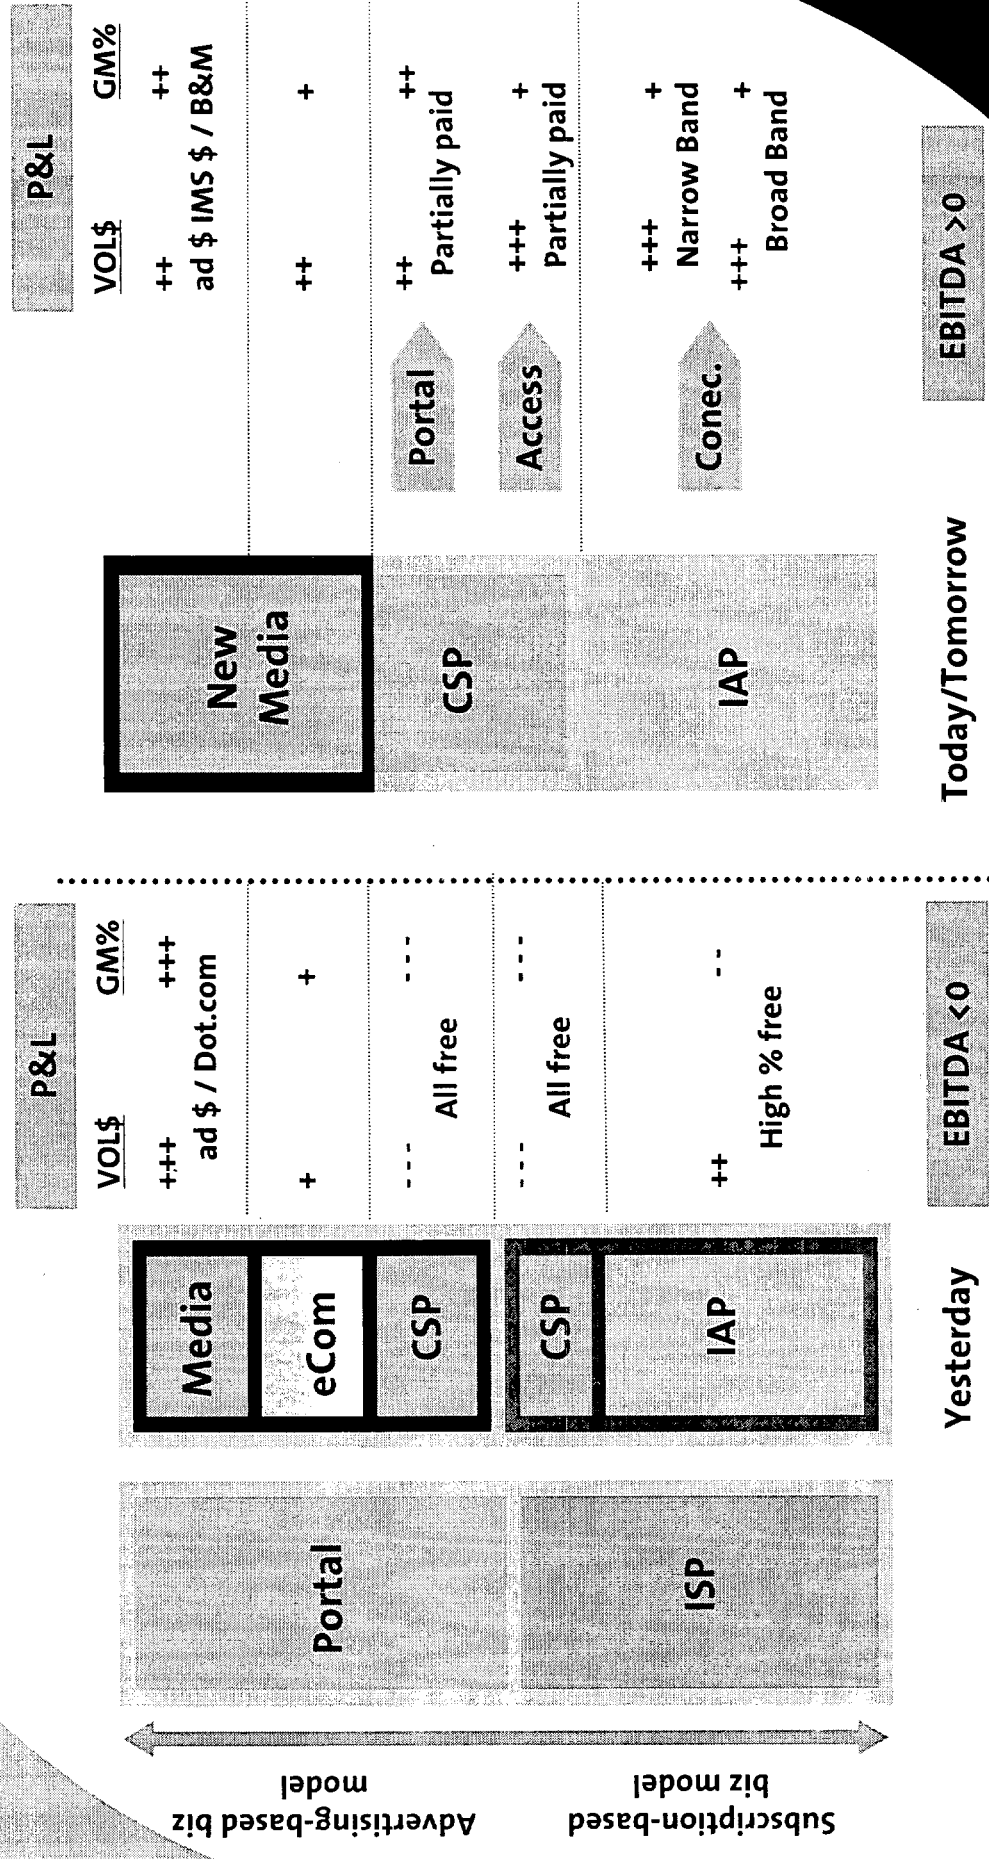 Advertising-based biz
model
Subscription-based
biz model
Portal
ISP
Media
eCom
CSP
CSP
IAP
Yesterday
P&L
VOL$ GM%
+++ +++
ad $ / Dot.com
+ +
--- ---
All free
--- ---
All free
++ --
High % free
EBITDA <0
New
Media
CSP
IAP
Today/Tomorrow
Portal
Access
Conec.
P&L
VOL$ GM%
++ ++
ad $ IMS $ / B&M
++ +
++ ++
Partially paid
+++ +
Partially paid
+++ +
Narrow Band
+++ +
Broad Band
EBITDA >0